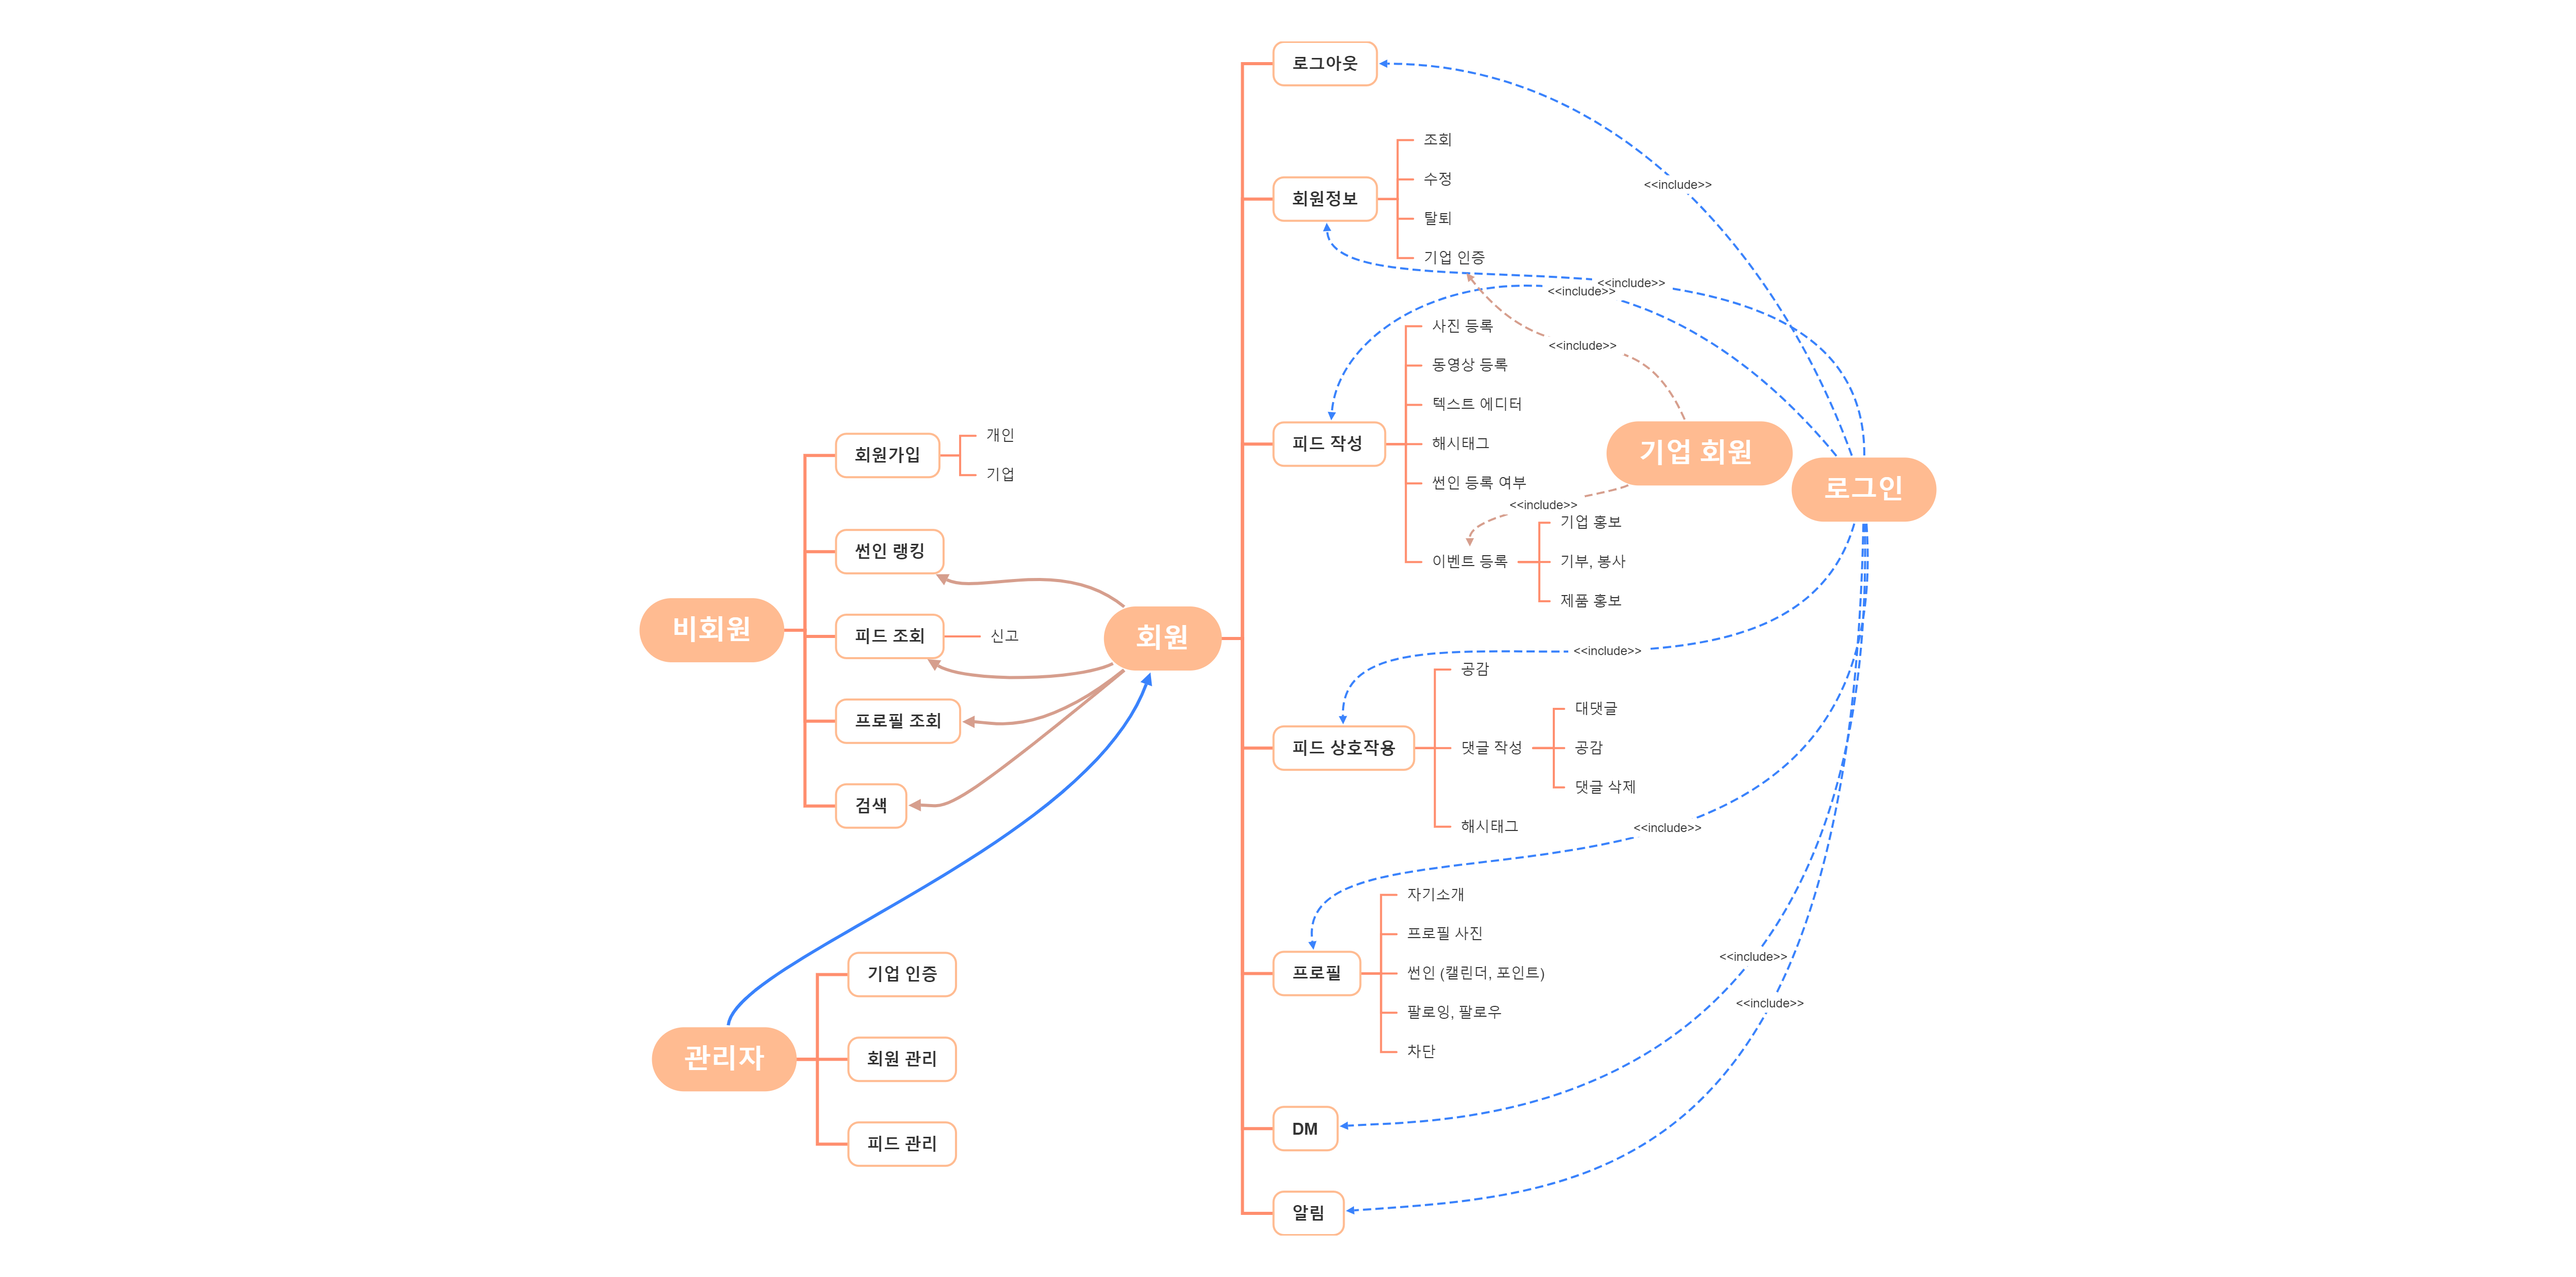 비회원
회원가입
개인
기업
썬인 랭킹
피드 조회
신고
프로필 조회
검색
관리자
기업 인증
회원 관리
피드 관리
회원
로그아웃
<<include>>
회원정보
조회
수정
탈퇴
기업 인증
<<include>>
<<include>>
<<include>>
피드 작성
사진 등록
동영상 등록
텍스트 에디터
해시태그
썬인 등록 여부
<<include>>
이벤트 등록
기업 홍보
기부, 봉사
제품 홍보
기업 회원
로그인
<<include>>
피드 상호작용
공감
댓글 작성
대댓글
공감
댓글 삭제
해시태그
<<include>>
프로필
자기소개
프로필 사진
썬인 (캘린더, 포인트)
팔로잉, 팔로우
차단
<<include>>
<<include>>
DM
알림